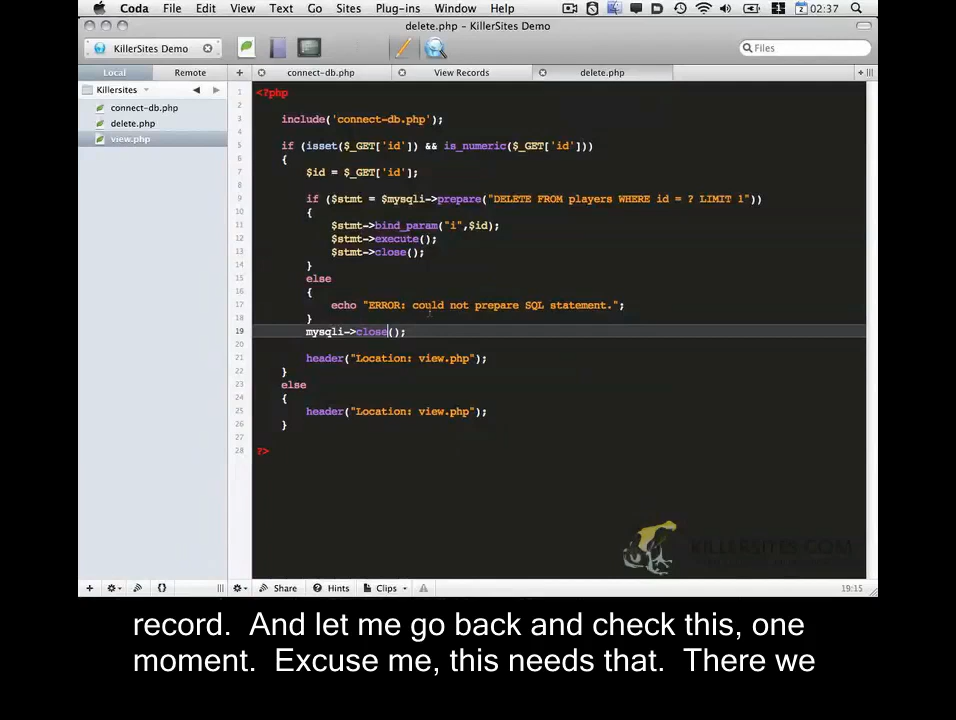 Coda File Edit View Text Go Sites Plug-ins Window Help 02:37
delete.php – KillerSites Demo
KillerSites Demo
Files
Local Remote
connect-db.php View Records delete.php
Killersites
connect-db.php
delete.php
view.php
1 <?php
2
3 include('connect-db.php');
4
5 if (isset($_GET['id']) && is_numeric($_GET['id']))
6 {
7 $id = $_GET['id'];
8
9 if ($stmt = $mysqli->prepare("DELETE FROM players WHERE id = ? LIMIT 1"))
10 {
11 $stmt->bind_param("i",$id);
12 $stmt->execute();
13 $stmt->close();
14 }
15 else
16 {
17 echo "ERROR: could not prepare SQL statement.";
18 }
19 mysqli->close();
20
21 header("Location: view.php");
22 }
23 else
24 {
25 header("Location: view.php");
26 }
27
28 ?>
KILLERSITES.COM
Share Hints Clips 19:15
record. And let me go back and check this, one
moment. Excuse me, this needs that. There we